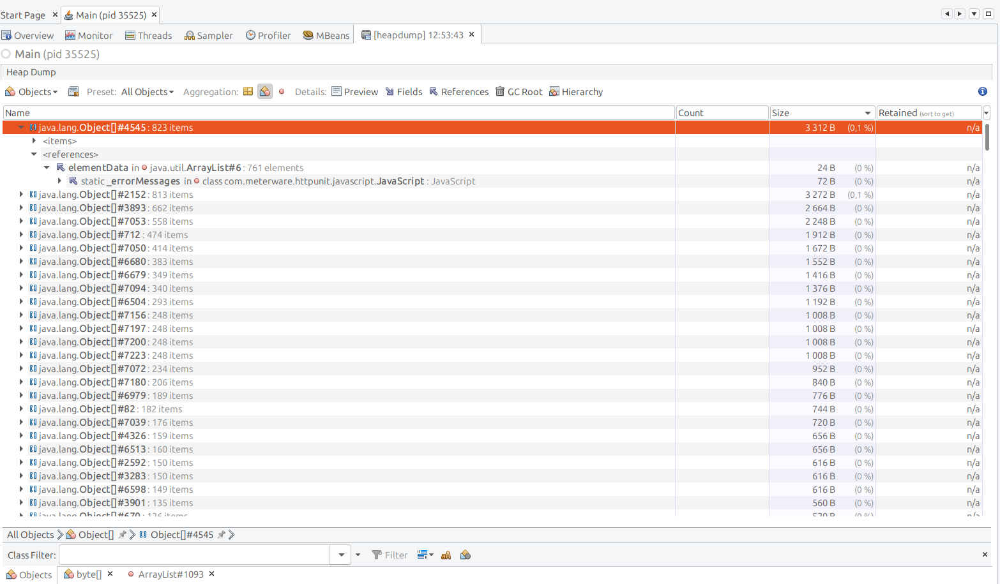 Start Page Main (pid 35525)
Overview Monitor Threads Sampler Profiler MBeans [heapdump] 12:53:43
Main (pid 35525)
Heap Dump
Objects Preset: All Objects Aggregation: Details: Preview Fields References GC Root Hierarchy
Name Count Size Retained (sort to get)
java.lang.Object[]#4545 : 823 items 3 312 B (0,1 %) n/a
<items>
<references>
elementData in java.util.ArrayList#6 : 761 elements 24 B (0 %) n/a
static _errorMessages in class com.meterware.httpunit.javascript.JavaScript : JavaScript 72 B (0 %) n/a
java.lang.Object[]#2152 : 813 items 3 272 B (0,1 %) n/a
java.lang.Object[]#3893 : 662 items 2 664 B (0 %) n/a
java.lang.Object[]#7053 : 558 items 2 248 B (0 %) n/a
java.lang.Object[]#712 : 474 items 1 912 B (0 %) n/a
java.lang.Object[]#7050 : 414 items 1 672 B (0 %) n/a
java.lang.Object[]#6680 : 383 items 1 552 B (0 %) n/a
java.lang.Object[]#6679 : 349 items 1 416 B (0 %) n/a
java.lang.Object[]#7094 : 340 items 1 376 B (0 %) n/a
java.lang.Object[]#6504 : 293 items 1 192 B (0 %) n/a
java.lang.Object[]#7156 : 248 items 1 008 B (0 %) n/a
java.lang.Object[]#7197 : 248 items 1 008 B (0 %) n/a
java.lang.Object[]#7200 : 248 items 1 008 B (0 %) n/a
java.lang.Object[]#7223 : 248 items 1 008 B (0 %) n/a
java.lang.Object[]#7072 : 234 items 952 B (0 %) n/a
java.lang.Object[]#7180 : 206 items 840 B (0 %) n/a
java.lang.Object[]#6979 : 189 items 776 B (0 %) n/a
java.lang.Object[]#82 : 182 items 744 B (0 %) n/a
java.lang.Object[]#7039 : 176 items 720 B (0 %) n/a
java.lang.Object[]#4326 : 159 items 656 B (0 %) n/a
java.lang.Object[]#6513 : 160 items 656 B (0 %) n/a
java.lang.Object[]#2592 : 150 items 616 B (0 %) n/a
java.lang.Object[]#3283 : 150 items 616 B (0 %) n/a
java.lang.Object[]#6598 : 149 items 616 B (0 %) n/a
java.lang.Object[]#3901 : 135 items 560 B (0 %) n/a
java.lang.Object[]#670 : 126 items 520 B (0 %) n/a
All Objects Object[] Object[]#4545
Class Filter: Filter aA
Objects byte[] ArrayList#1093